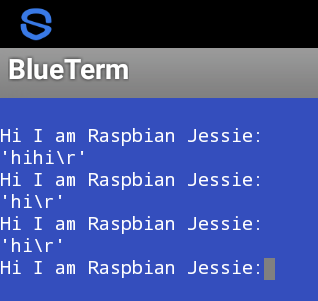 BlueTerm
Hi I am Raspbian Jessie:
'hihi\r'
Hi I am Raspbian Jessie:
'hi\r'
Hi I am Raspbian Jessie:
'hi\r'
Hi I am Raspbian Jessie: